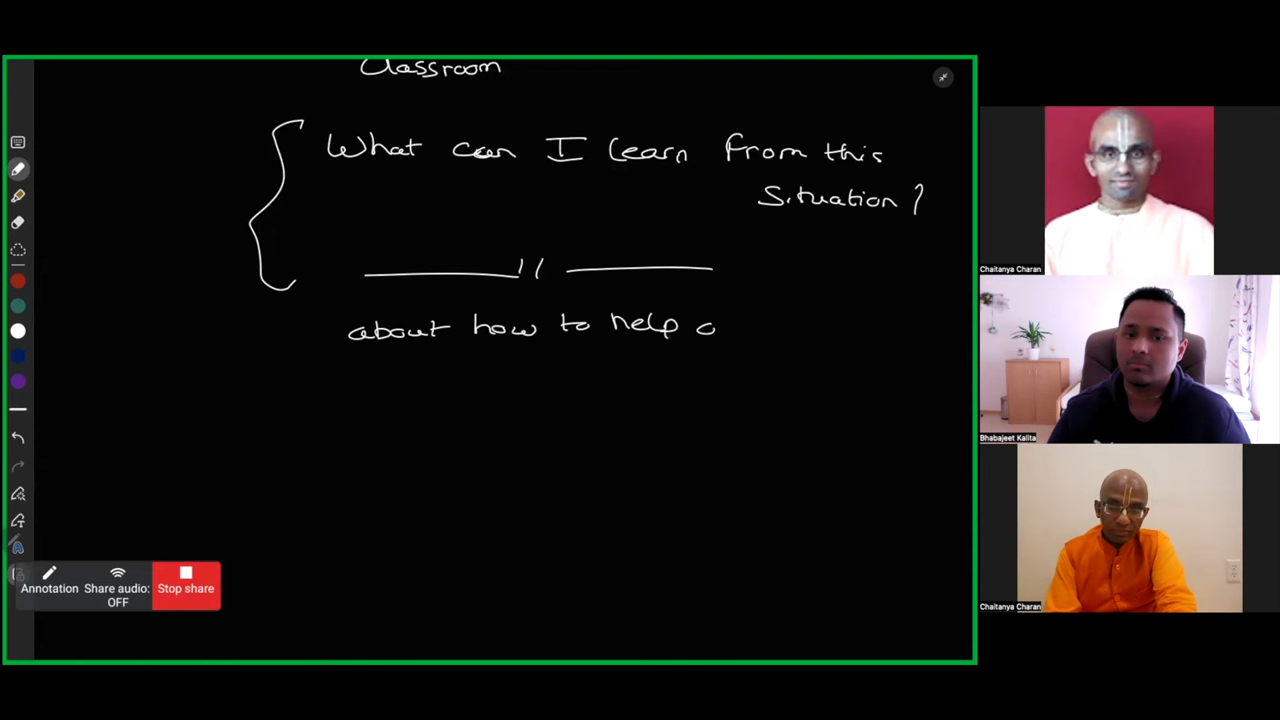 Classroom
What can I learn from this
Situation?
——— 〃 ———
about how to help o
Chaitanya Charan
Bhabajeet Kalita
Chaitanya Charan
Annotation
Share audio:
OFF
Stop share